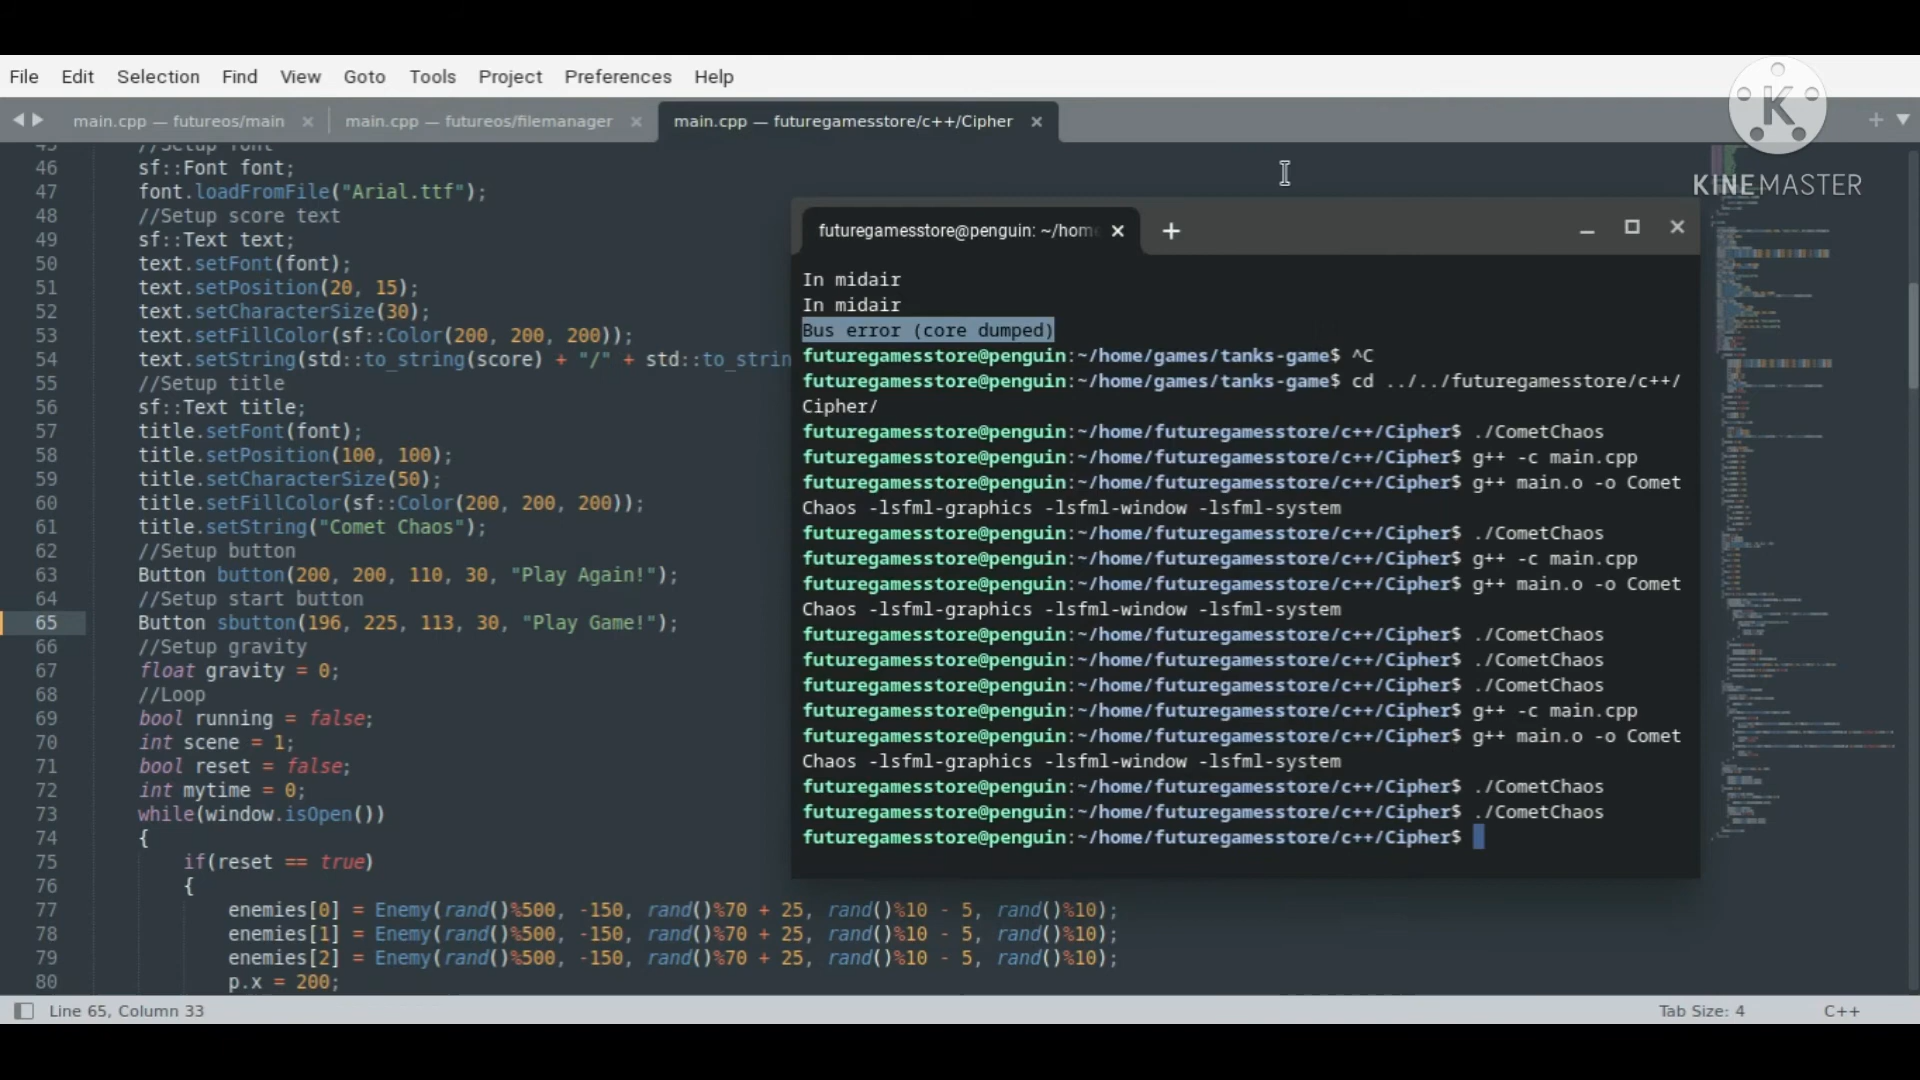 File Edit Selection Find View Goto Tools Project Preferences Help
main.cpp — futureos/main × main.cpp — futureos/filemanager × main.cpp — futuregamesstore/c++/Cipher ×
K
KINEMASTER
45 //Setup font
46 sf::Font font;
47 font.loadFromFile("Arial.ttf");
48 //Setup score text
49 sf::Text text;
50 text.setFont(font);
51 text.setPosition(20, 15);
52 text.setCharacterSize(30);
53 text.setFillColor(sf::Color(200, 200, 200));
54 text.setString(std::to_string(score) + "/" + std::to_strin
55 //Setup title
56 sf::Text title;
57 title.setFont(font);
58 title.setPosition(100, 100);
59 title.setCharacterSize(50);
60 title.setFillColor(sf::Color(200, 200, 200));
61 title.setString("Comet Chaos");
62 //Setup button
63 Button button(200, 200, 110, 30, "Play Again!");
64 //Setup start button
65 Button sbutton(196, 225, 113, 30, "Play Game!");
66 //Setup gravity
67 float gravity = 0;
68 //Loop
69 bool running = false;
70 int scene = 1;
71 bool reset = false;
72 int mytime = 0;
73 while(window.isOpen())
74 {
75 if(reset == true)
76 {
77 enemies[0] = Enemy(rand()%500, -150, rand()%70 + 25, rand()%10 - 5, rand()%10);
78 enemies[1] = Enemy(rand()%500, -150, rand()%70 + 25, rand()%10 - 5, rand()%10);
79 enemies[2] = Enemy(rand()%500, -150, rand()%70 + 25, rand()%10 - 5, rand()%10);
80 p.x = 200;
futuregamesstore@penguin: ~/hom × +
In midair
In midair
Bus error (core dumped)
futuregamesstore@penguin:~/home/games/tanks-game$ ^C
futuregamesstore@penguin:~/home/games/tanks-game$ cd ../../futuregamesstore/c++/
Cipher/
futuregamesstore@penguin:~/home/futuregamesstore/c++/Cipher$ ./CometChaos
futuregamesstore@penguin:~/home/futuregamesstore/c++/Cipher$ g++ -c main.cpp
futuregamesstore@penguin:~/home/futuregamesstore/c++/Cipher$ g++ main.o -o Comet
Chaos -lsfml-graphics -lsfml-window -lsfml-system
futuregamesstore@penguin:~/home/futuregamesstore/c++/Cipher$ ./CometChaos
futuregamesstore@penguin:~/home/futuregamesstore/c++/Cipher$ g++ -c main.cpp
futuregamesstore@penguin:~/home/futuregamesstore/c++/Cipher$ g++ main.o -o Comet
Chaos -lsfml-graphics -lsfml-window -lsfml-system
futuregamesstore@penguin:~/home/futuregamesstore/c++/Cipher$ ./CometChaos
futuregamesstore@penguin:~/home/futuregamesstore/c++/Cipher$ ./CometChaos
futuregamesstore@penguin:~/home/futuregamesstore/c++/Cipher$ ./CometChaos
futuregamesstore@penguin:~/home/futuregamesstore/c++/Cipher$ g++ -c main.cpp
futuregamesstore@penguin:~/home/futuregamesstore/c++/Cipher$ g++ main.o -o Comet
Chaos -lsfml-graphics -lsfml-window -lsfml-system
futuregamesstore@penguin:~/home/futuregamesstore/c++/Cipher$ ./CometChaos
futuregamesstore@penguin:~/home/futuregamesstore/c++/Cipher$ ./CometChaos
futuregamesstore@penguin:~/home/futuregamesstore/c++/Cipher$
Line 65, Column 33 Tab Size: 4 C++